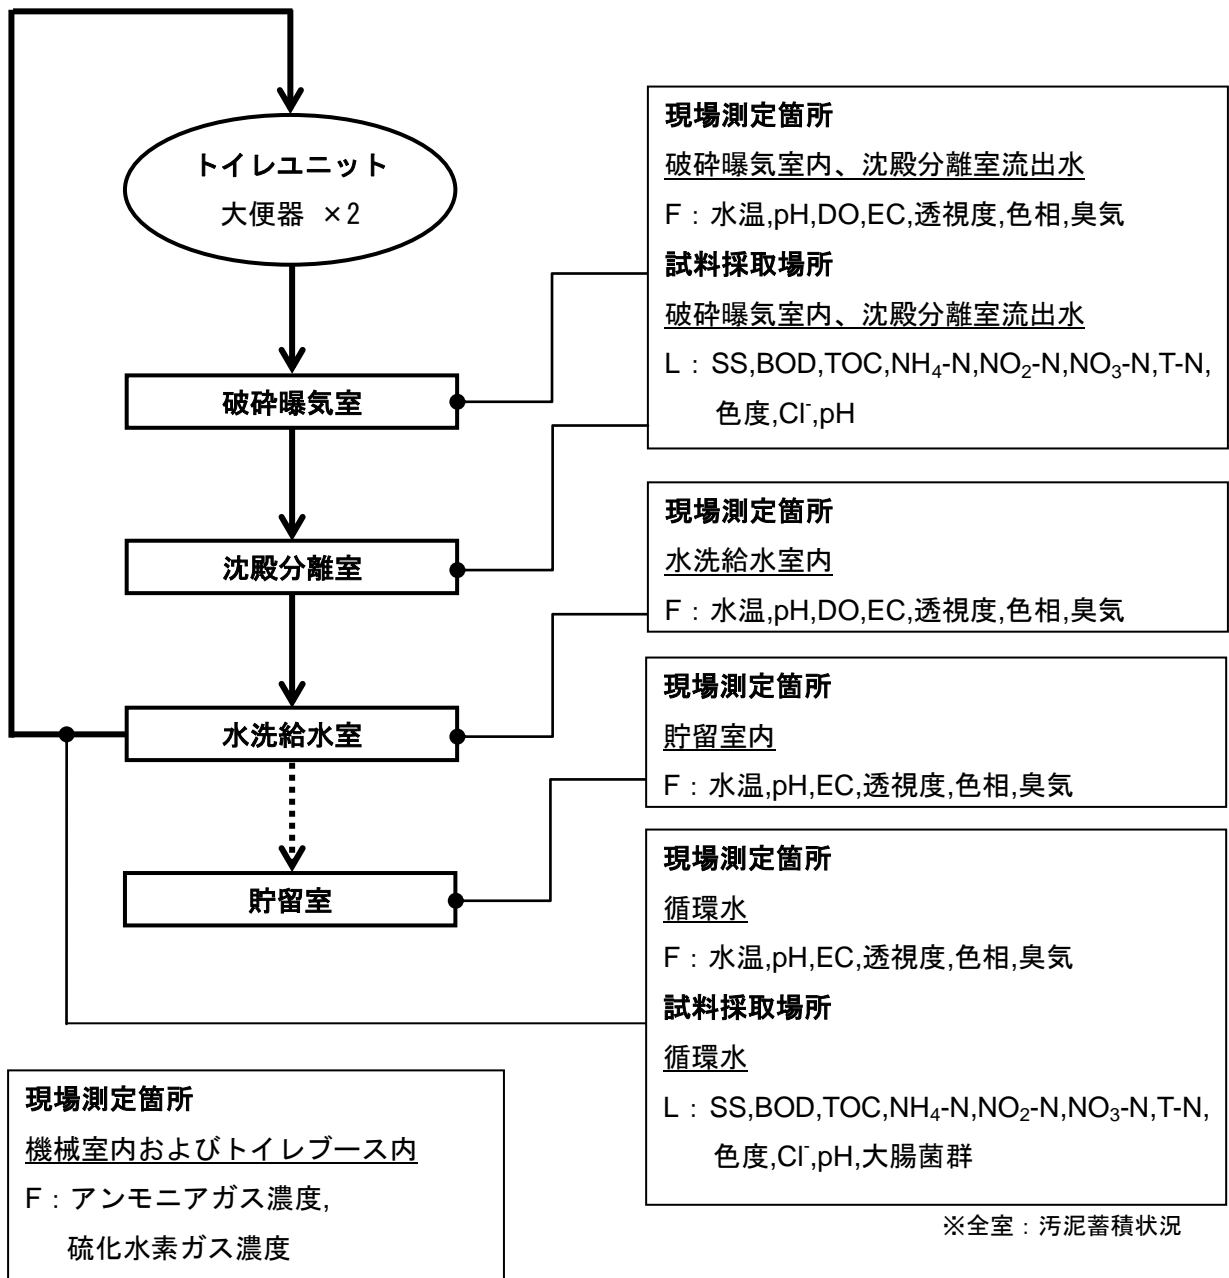 トイレユニット
大便器 ×2
破砕曝気室
沈殿分離室
水洗給水室
貯留室
現場測定箇所
破砕曝気室内、沈殿分離室流出水
F：水温,pH,DO,EC,透視度,色相,臭気
試料採取場所
破砕曝気室内、沈殿分離室流出水
L：SS,BOD,TOC,NH₄-N,NO₂-N,NO₃-N,T-N,
色度,Cl⁻,pH
現場測定箇所
水洗給水室内
F：水温,pH,DO,EC,透視度,色相,臭気
現場測定箇所
貯留室内
F：水温,pH,EC,透視度,色相,臭気
現場測定箇所
循環水
F：水温,pH,EC,透視度,色相,臭気
試料採取場所
循環水
L：SS,BOD,TOC,NH₄-N,NO₂-N,NO₃-N,T-N,
色度,Cl⁻,pH,大腸菌群
現場測定箇所
機械室内およびトイレブース内
F：アンモニアガス濃度,
硫化水素ガス濃度
※全室：汚泥蓄積状況